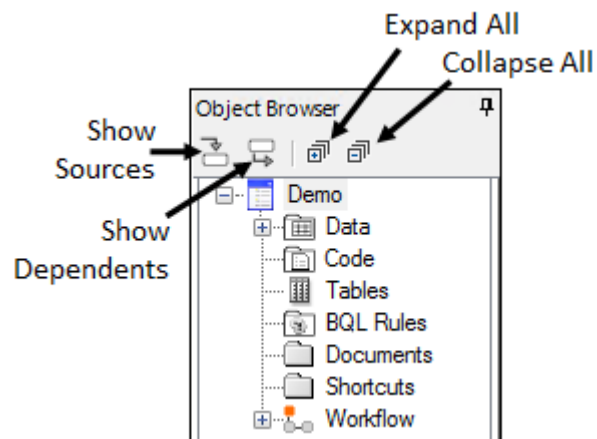 Expand All
Collapse All
Object Browser
Show
Sources
Demo
Show
Dependents
Data
Code
Tables
BQL Rules
Documents
Shortcuts
Workflow